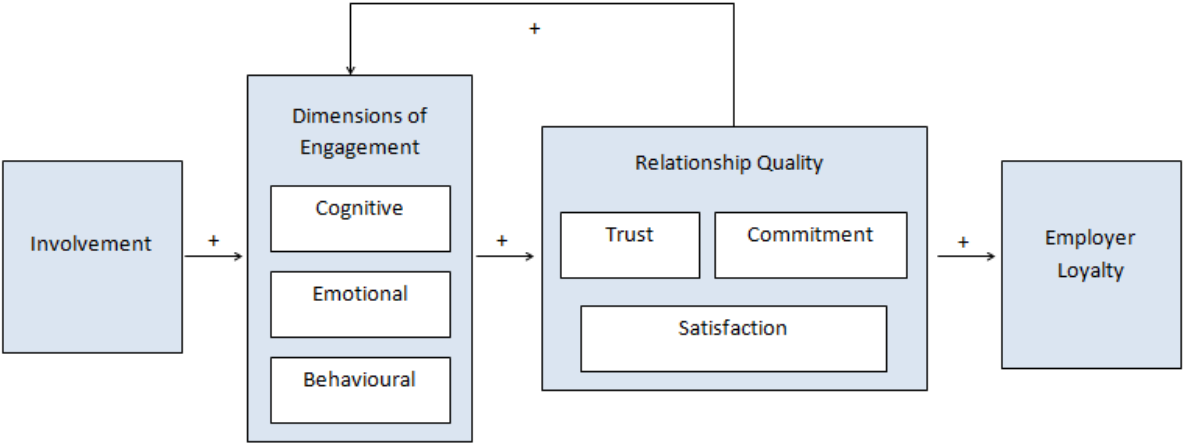 +
Dimensions of
Engagement
Cognitive
Emotional
Behavioural
Involvement
+
+
Relationship Quality
Trust
Commitment
Satisfaction
+
Employer
Loyalty